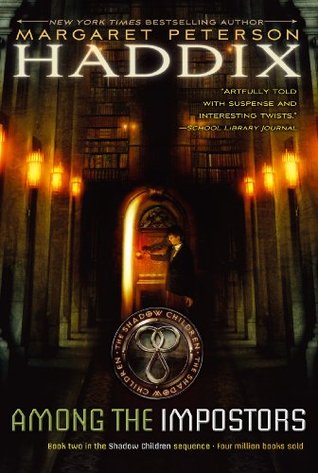 NEW YORK TIMES BESTSELLING AUTHOR
MARGARET PETERSON
HADDIX
"ARTFULLY TOLD
WITH SUSPENSE AND
INTERESTING TWISTS."
—SCHOOL LIBRARY JOURNAL
THE SHADOW CHILDREN · THE SHADOW CHILDREN ·
AMONG THE IMPOSTORS
Book two in the Shadow Children sequence · Four million books sold